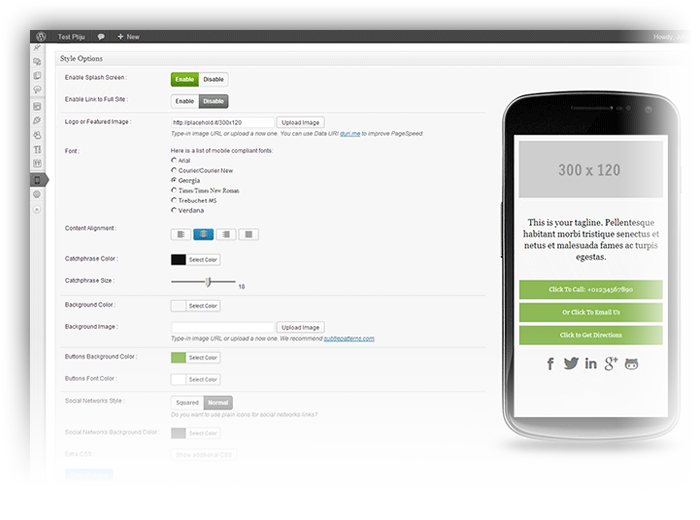 Test Ptiju
+ New
Howdy,
Style Options
Enable Splash Screen :
Enable Disable
Enable Link to Full Site :
Enable Disable
Logo or Featured Image :
http://placehold.it/300x120
Upload Image
Type-in image URL or upload a now one. You can use Data URI duri.me to improve PageSpeed.
Font :
Here is a list of mobile compliant fonts:
Arial
Courier/Courier New
Georgia
Times/Times New Roman
Trebuchet MS
Verdana
Content Alignment :
Catchphrase Color :
Select Color
Catchphrase Size :
18
Background Color :
Select Color
Background Image :
Upload Image
Type-in image URL or upload a now one. We recommend subtlepatterns.com
Buttons Background Color :
Select Color
Buttons Font Color :
Select Color
Social Networks Style :
Squared Normal
Do you want to use plain icons for social networks links?
Social Networks Background Color :
Select Color
Extra CSS :
Show additional CSS
300 x 120
This is your tagline. Pellentesque
habitant morbi tristique senectus et
netus et malesuada fames ac turpis
egestas.
Click To Call: +01234567890
Or Click To Email Us
Click to Get Directions